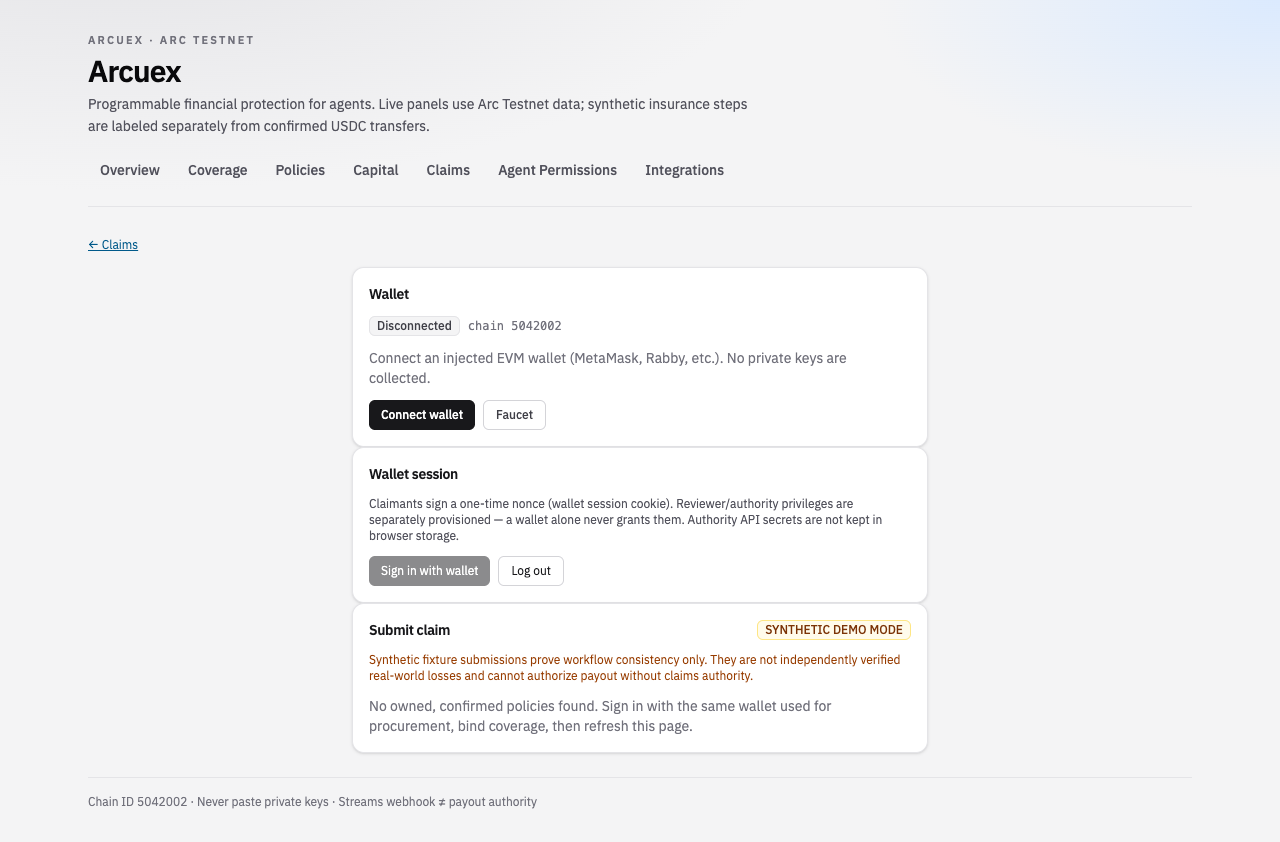 ARCUEX · ARC TESTNET
Arcuex
Programmable financial protection for agents. Live panels use Arc Testnet data; synthetic insurance steps
are labeled separately from confirmed USDC transfers.
Overview Coverage Policies Capital Claims Agent Permissions Integrations
← Claims
Wallet
Disconnected chain 5042002
Connect an injected EVM wallet (MetaMask, Rabby, etc.). No private keys are
collected.
Connect wallet Faucet
Wallet session
Claimants sign a one-time nonce (wallet session cookie). Reviewer/authority privileges are
separately provisioned — a wallet alone never grants them. Authority API secrets are not kept in
browser storage.
Sign in with wallet Log out
Submit claim SYNTHETIC DEMO MODE
Synthetic fixture submissions prove workflow consistency only. They are not independently verified
real-world losses and cannot authorize payout without claims authority.
No owned, confirmed policies found. Sign in with the same wallet used for
procurement, bind coverage, then refresh this page.
Chain ID 5042002 · Never paste private keys · Streams webhook ≠ payout authority